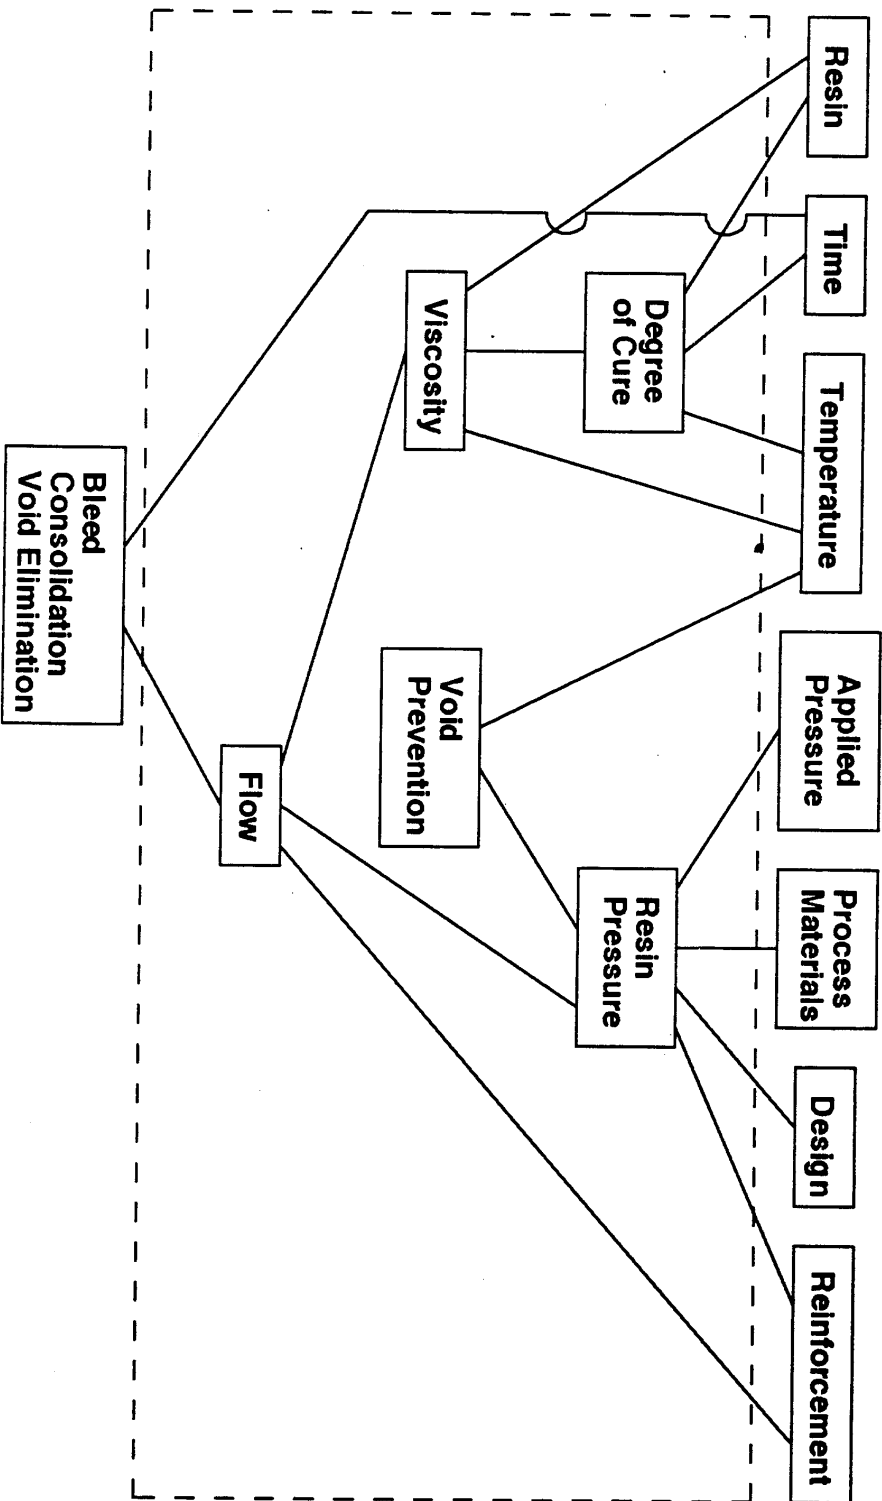 Resin
Time
Temperature
Applied
Pressure
Process
Materials
Design
Reinforcement
Degree
of Cure
Resin
Pressure
Viscosity
Void
Prevention
Flow
Bleed
Consolidation
Void Elimination